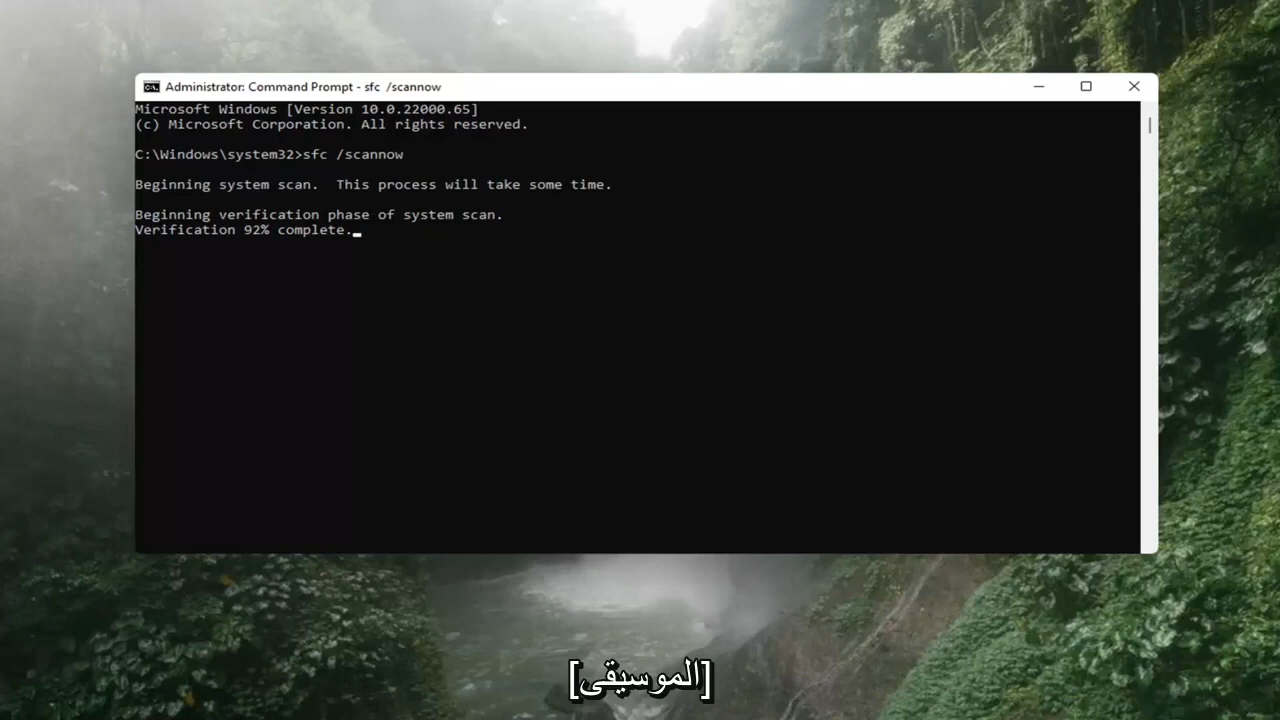 Administrator: Command Prompt - sfc /scannow
Microsoft Windows [Version 10.0.22000.65]
(c) Microsoft Corporation. All rights reserved.
C:\Windows\system32>sfc /scannow
Beginning system scan.  This process will take some time.
Beginning verification phase of system scan.
Verification 92% complete.
[الموسيقى]